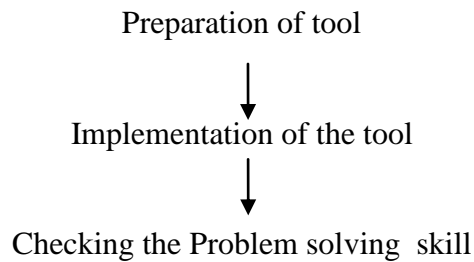 Preparation of tool
Implementation of the tool
Checking the Problem solving skill